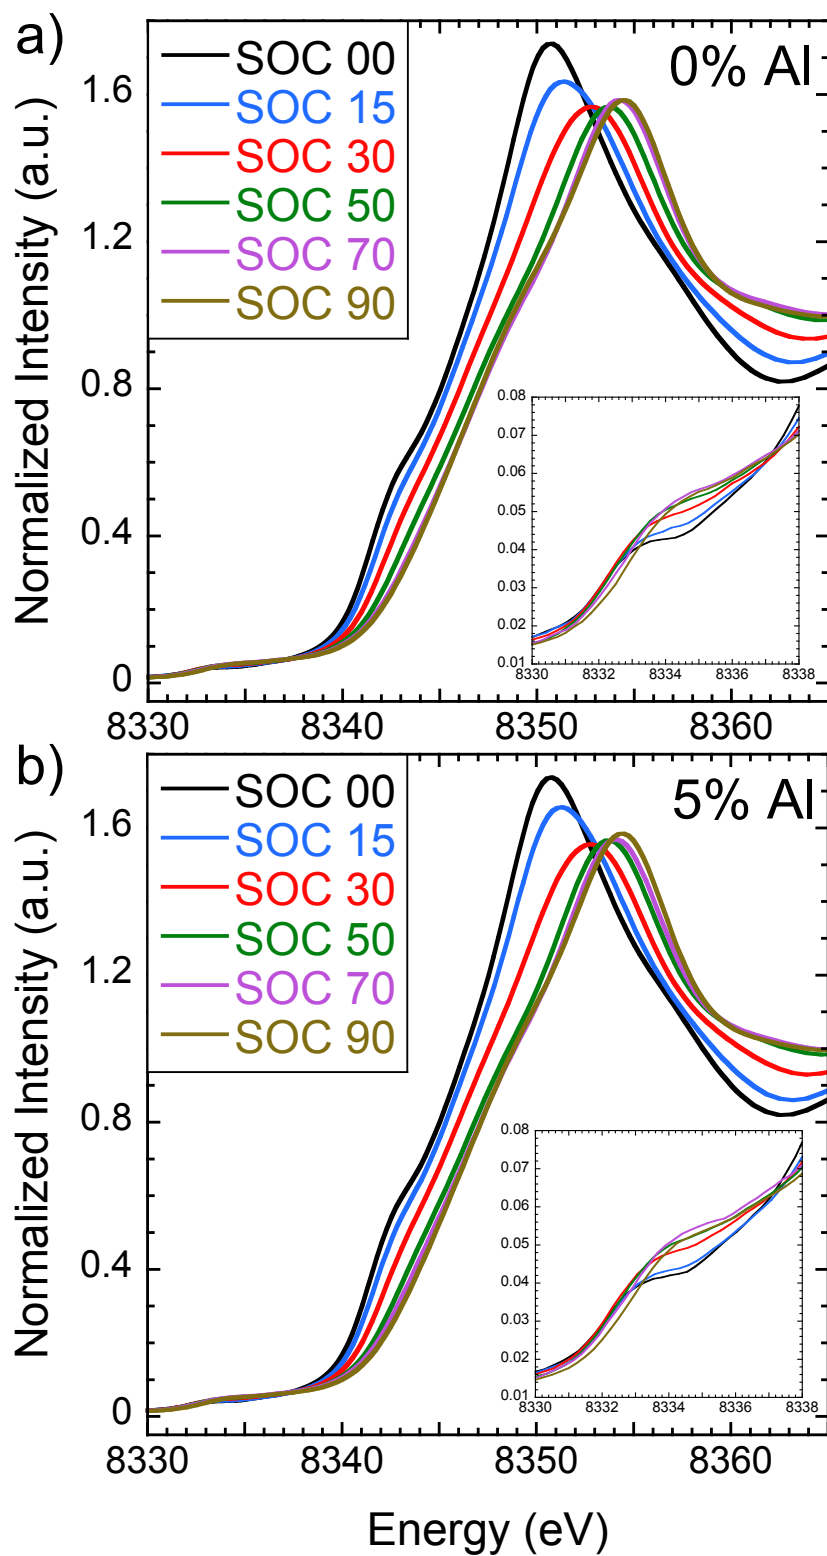 a)
0% Al
SOC 00
SOC 15
SOC 30
SOC 50
SOC 70
SOC 90
Normalized Intensity (a.u.)
1.6
1.2
0.8
0.4
0
8330 8340 8350 8360
0.08
0.07
0.06
0.05
0.04
0.03
0.02
0.01
8330 8332 8334 8336 8338
b)
5% Al
SOC 00
SOC 15
SOC 30
SOC 50
SOC 70
SOC 90
Normalized Intensity (a.u.)
1.6
1.2
0.8
0.4
0
8330 8340 8350 8360
0.08
0.07
0.06
0.05
0.04
0.03
0.02
0.01
8330 8332 8334 8336 8338
Energy (eV)